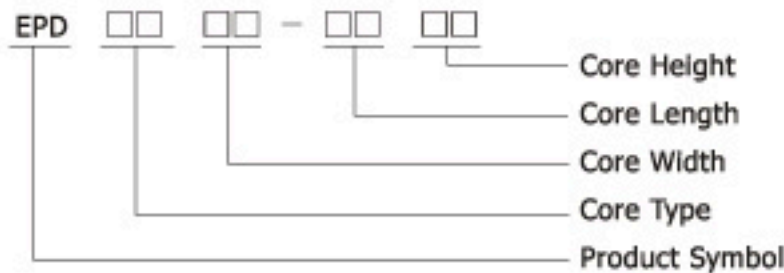 EPD □□ □□ - □□ □□
Core Height
Core Length
Core Width
Core Type
Product Symbol